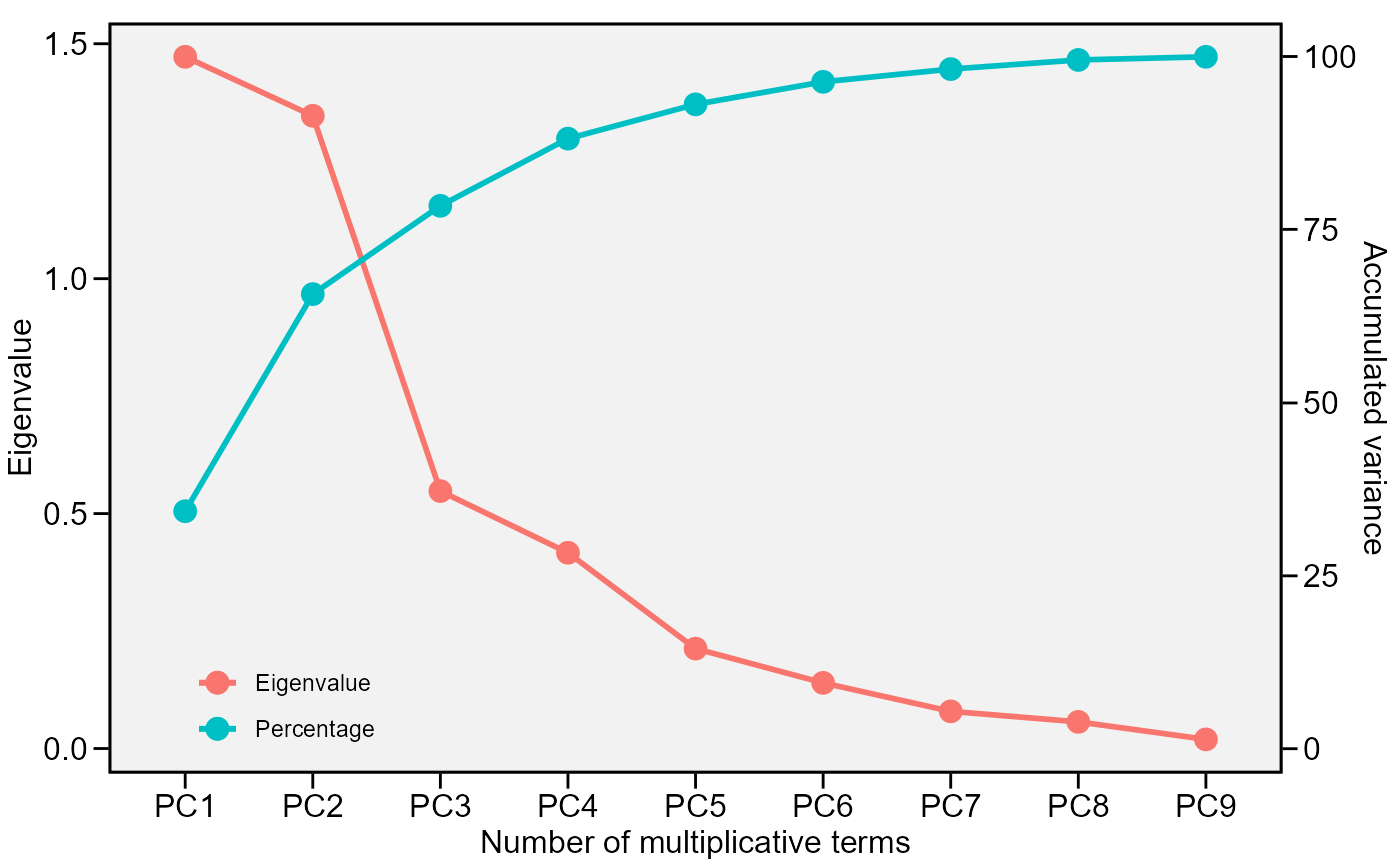 Eigenvalue
1.5
1.0
0.5
0.0
100
75
50
25
0
Accumulated variance
Eigenvalue
Percentage
PC1 PC2 PC3 PC4 PC5 PC6 PC7 PC8 PC9
Number of multiplicative terms